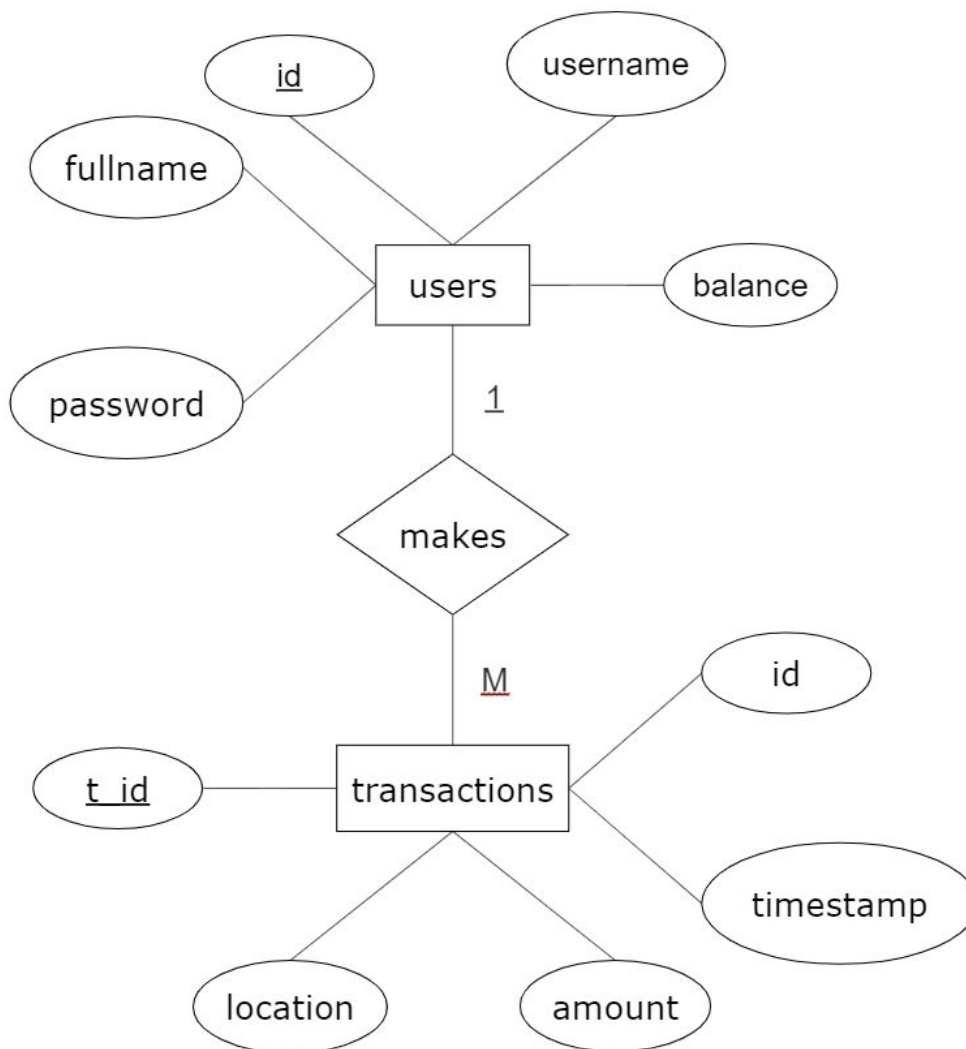 id
username
fullname
users
balance
password
1
makes
M
id
t_id
transactions
timestamp
location
amount